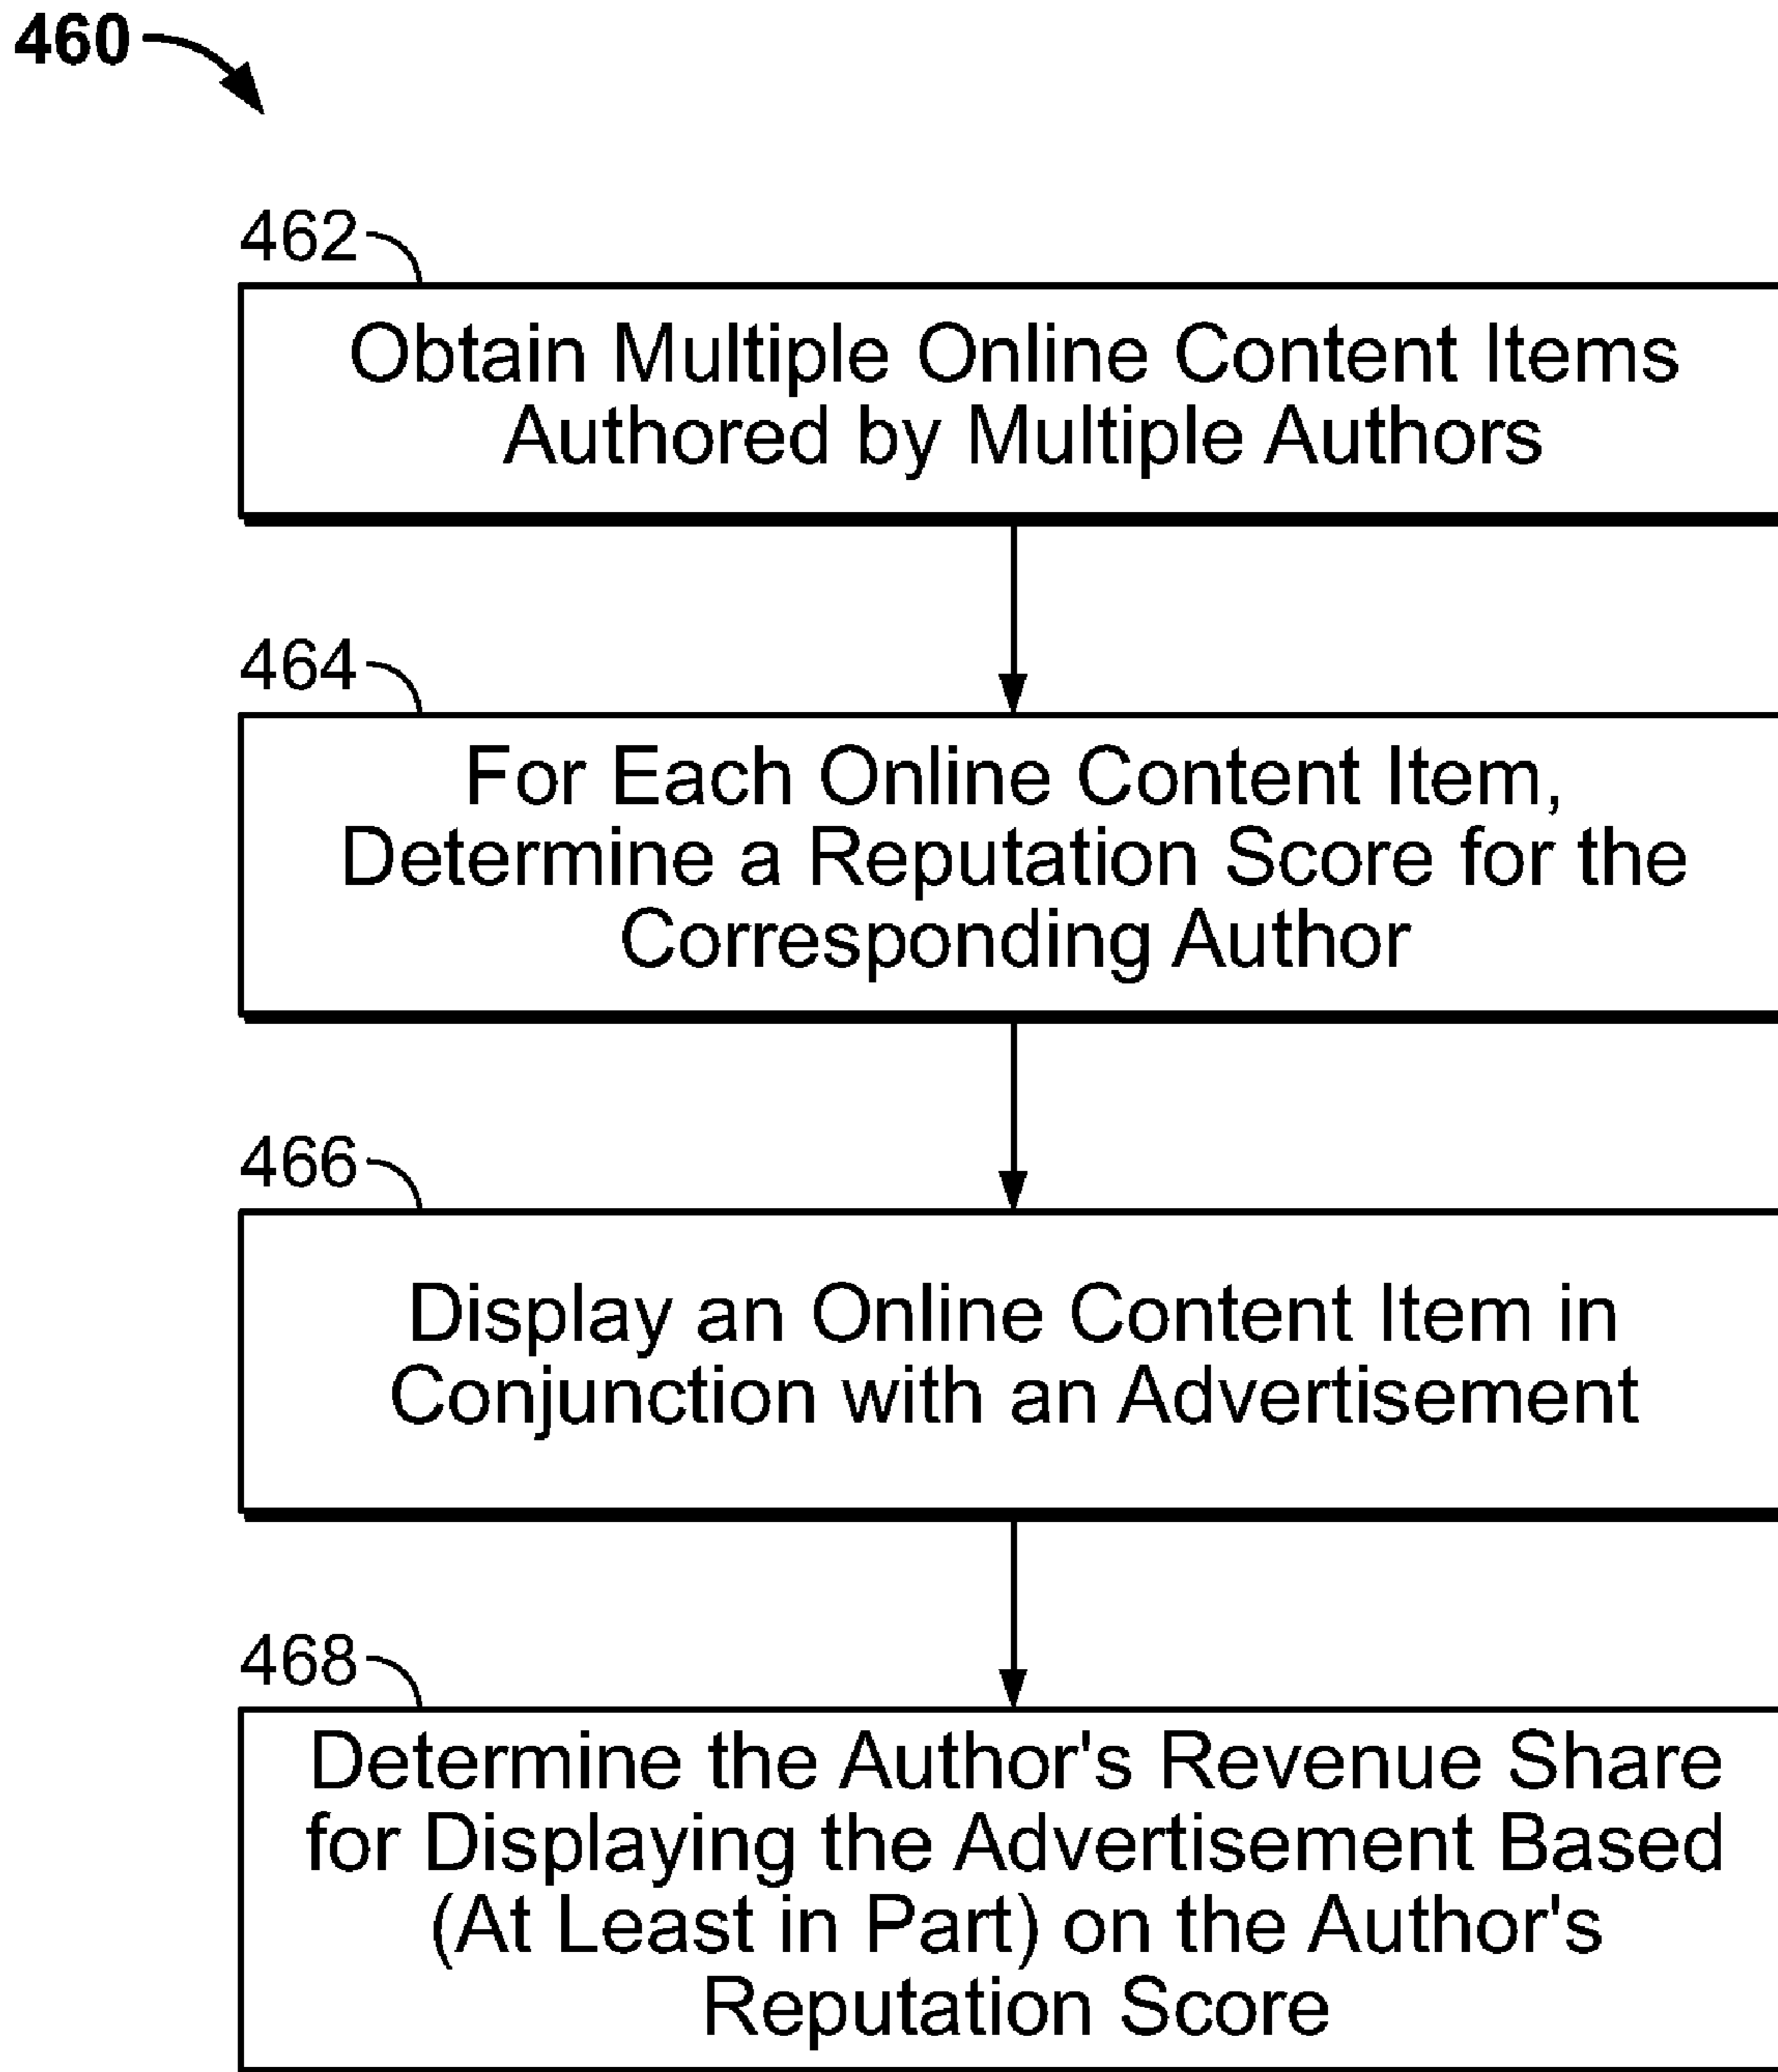 460
462
Obtain Multiple Online Content Items
Authored by Multiple Authors
464
For Each Online Content Item,
Determine a Reputation Score for the
Corresponding Author
466
Display an Online Content Item in
Conjunction with an Advertisement
468
Determine the Author's Revenue Share
for Displaying the Advertisement Based
(At Least in Part) on the Author's
Reputation Score